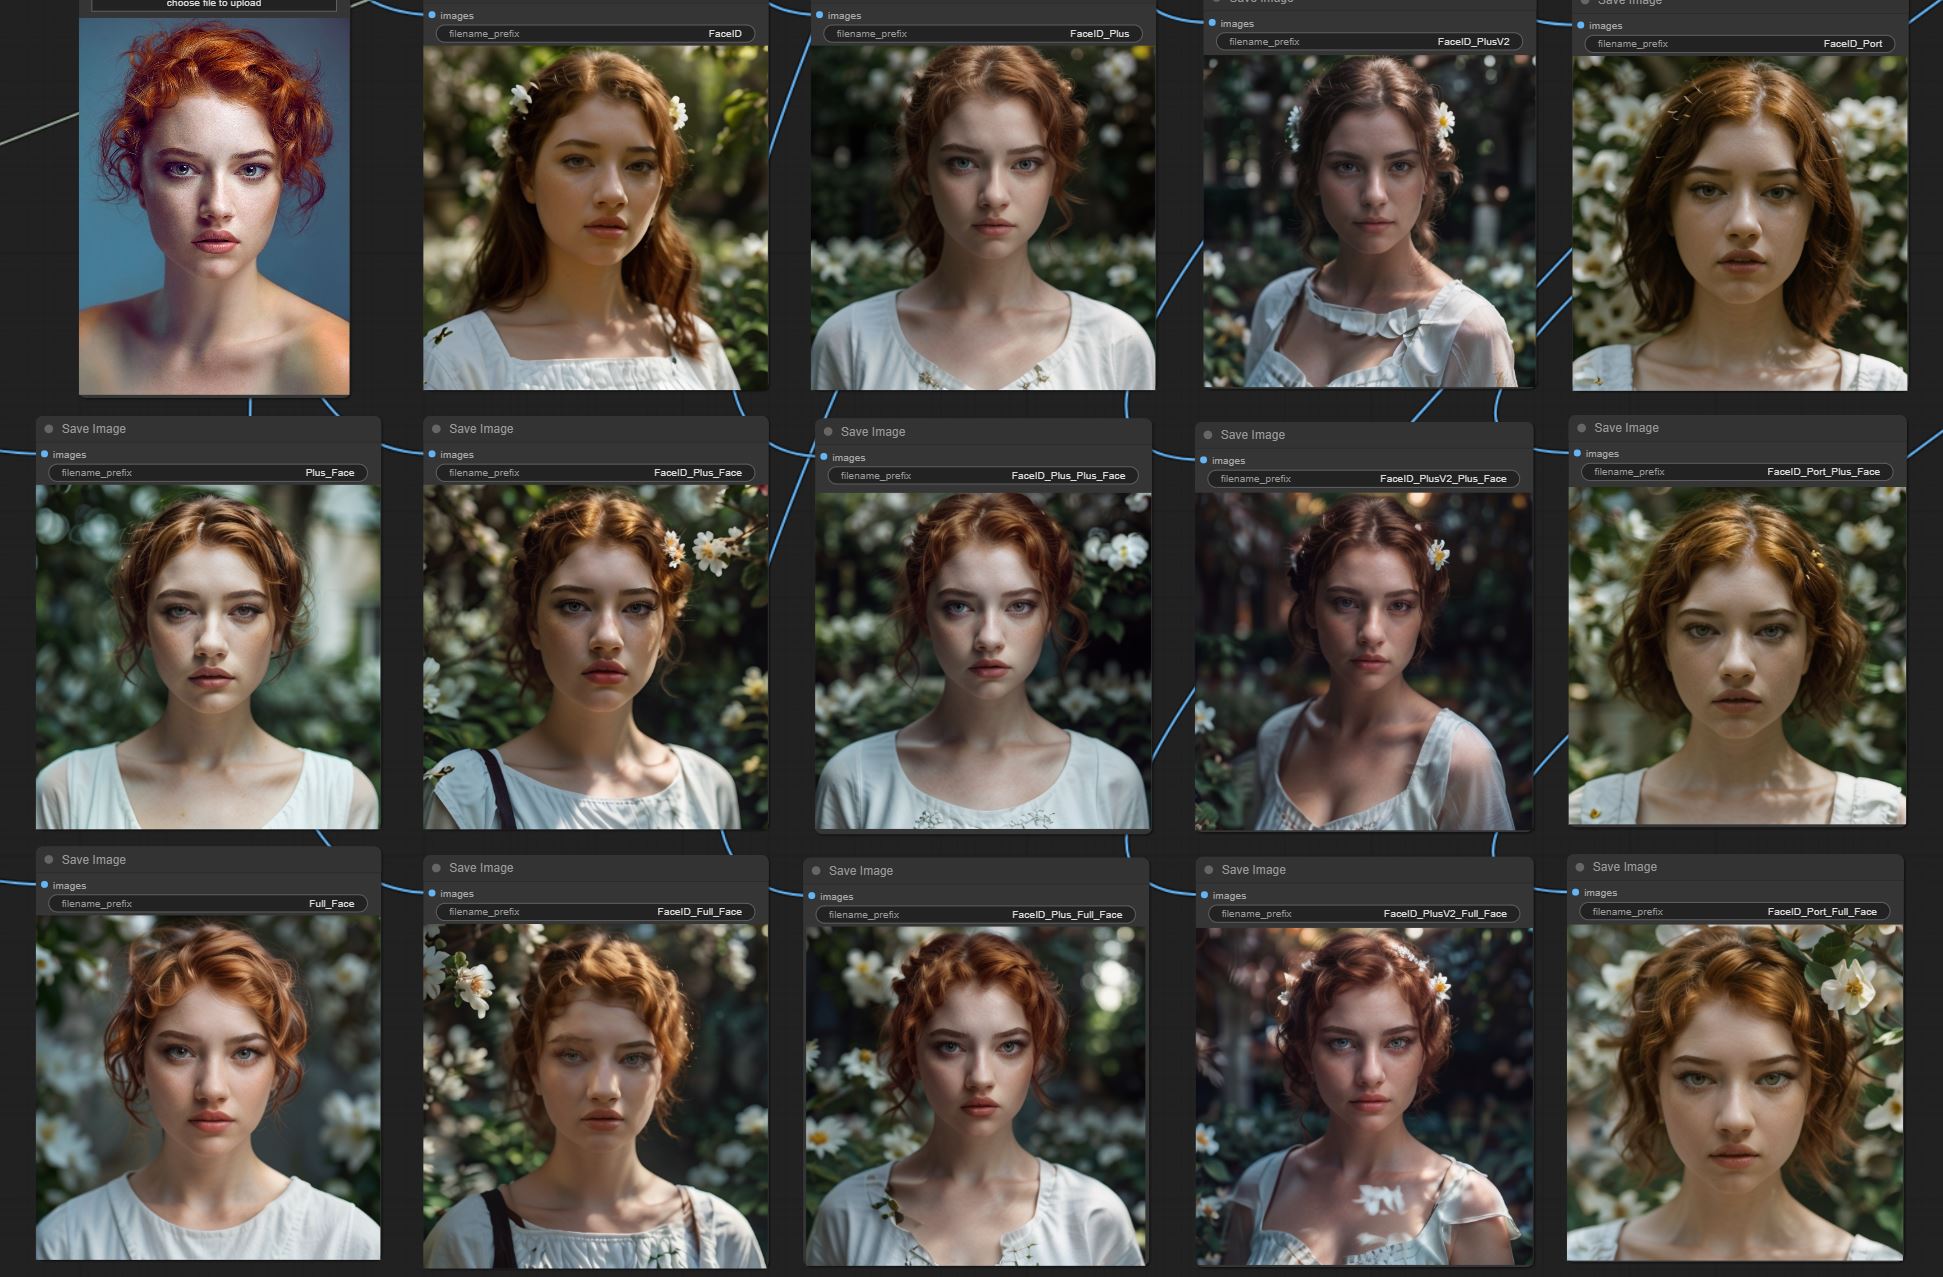 choose file to upload
images
filename_prefix FaceID
images
filename_prefix FaceID_Plus
Save Image
images
filename_prefix FaceID_PlusV2
Save Image
images
filename_prefix FaceID_Port
Save Image
images
filename_prefix Plus_Face
Save Image
images
filename_prefix FaceID_Plus_Face
Save Image
images
filename_prefix FaceID_Plus_Plus_Face
Save Image
images
filename_prefix FaceID_PlusV2_Plus_Face
Save Image
images
filename_prefix FaceID_Port_Plus_Face
Save Image
images
filename_prefix Full_Face
Save Image
images
filename_prefix FaceID_Full_Face
Save Image
images
filename_prefix FaceID_Plus_Full_Face
Save Image
images
filename_prefix FaceID_PlusV2_Full_Face
Save Image
images
filename_prefix FaceID_Port_Full_Face